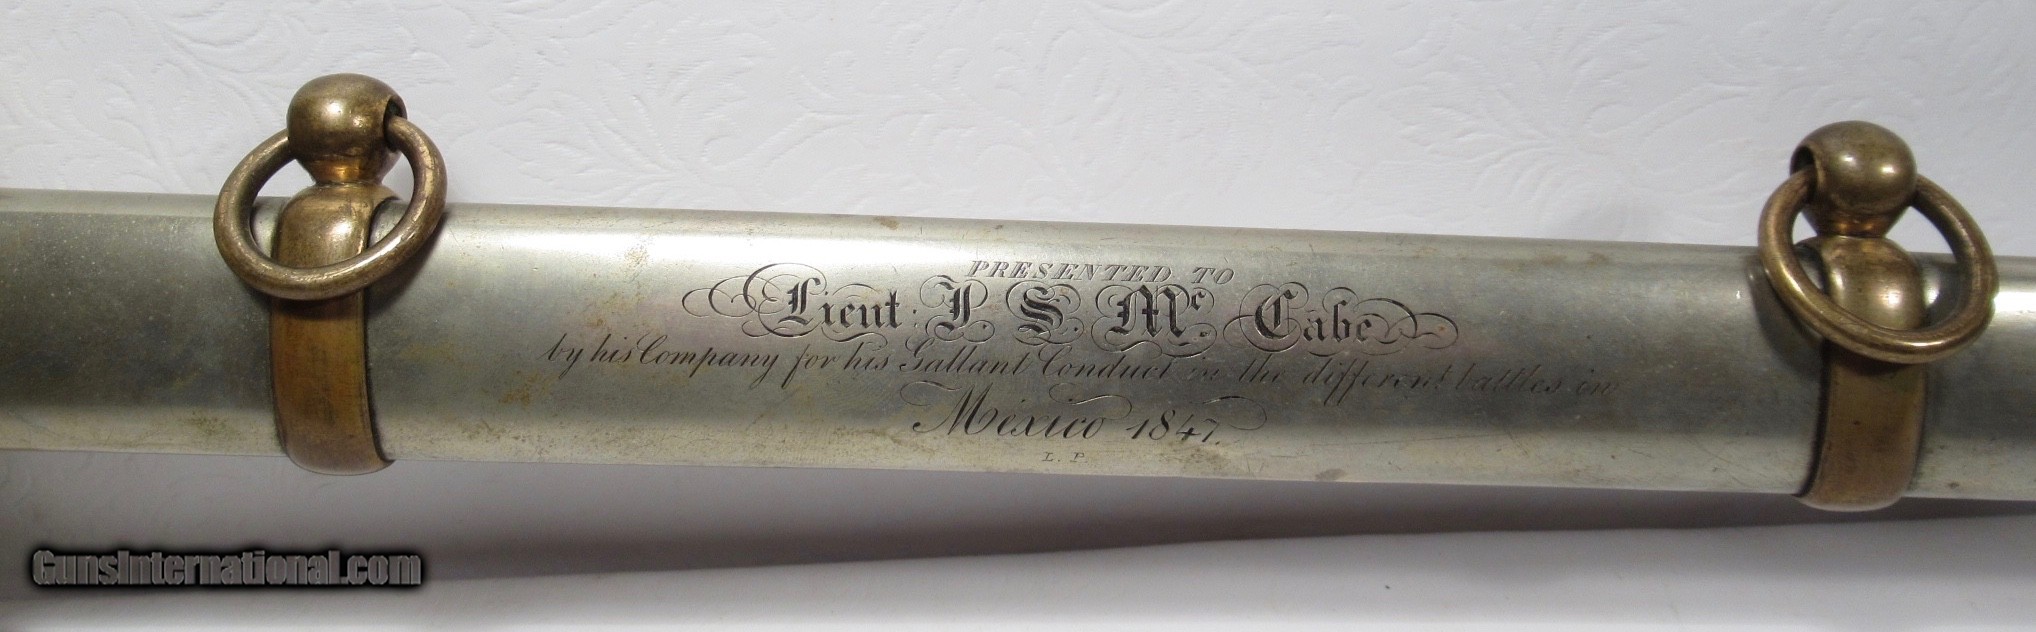 PRESENTED TO
Lieut. J. S. Mc. Cabe
by his Company for his Gallant Conduct in the different battles in
Mexico 1847.
L. P.
GunsInternational.com